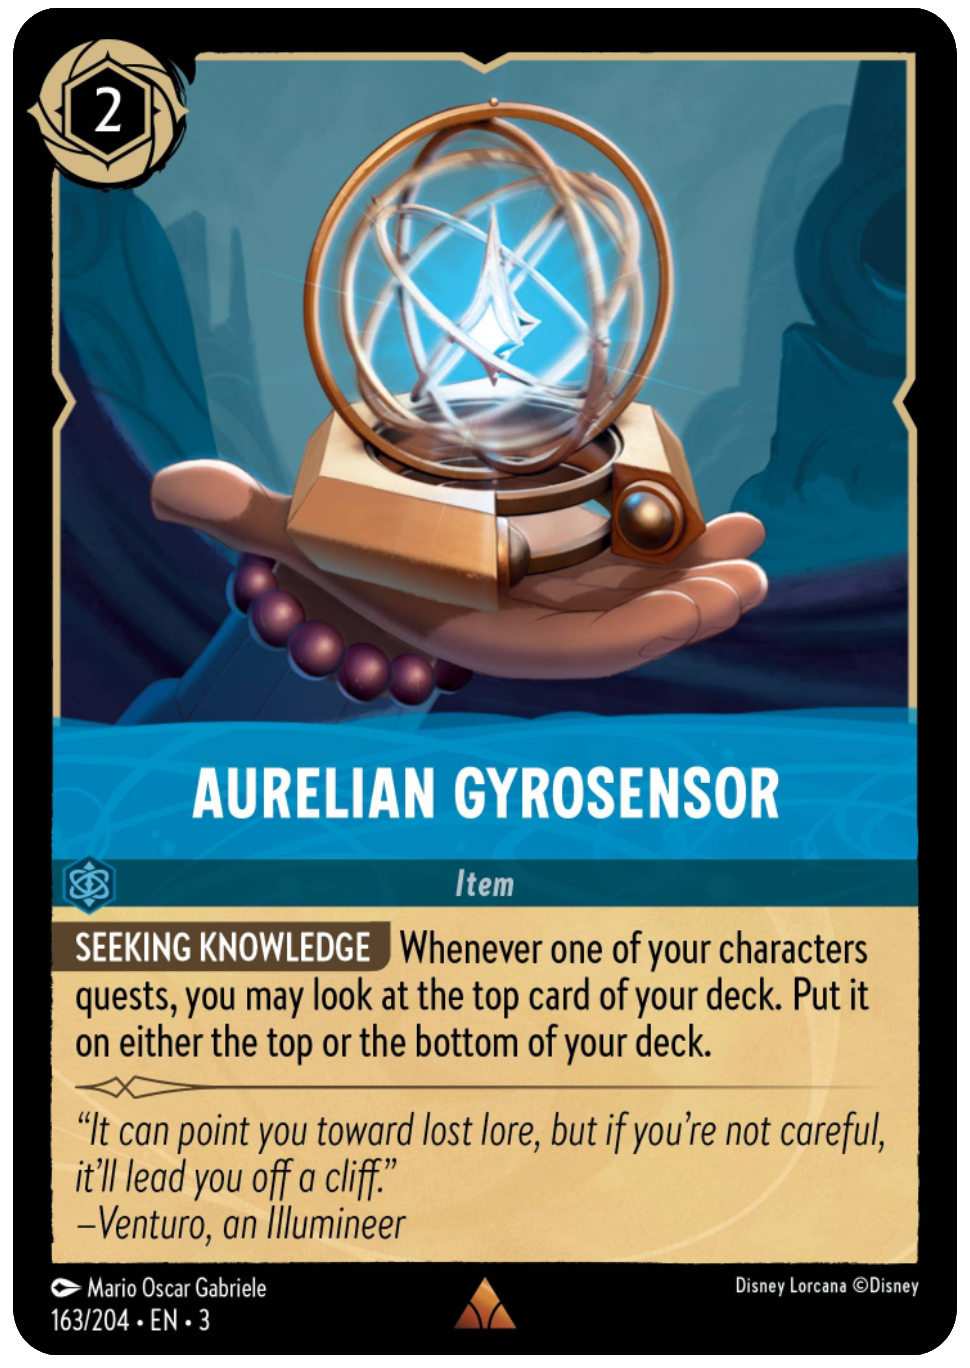 2
AURELIAN GYROSENSOR
Item
SEEKING KNOWLEDGE Whenever one of your characters
quests, you may look at the top card of your deck. Put it
on either the top or the bottom of your deck.
“It can point you toward lost lore, but if you’re not careful,
it’ll lead you off a cliff.”
–Venturo, an Illumineer
Mario Oscar Gabriele
Disney Lorcana ©Disney
163/204 • EN • 3